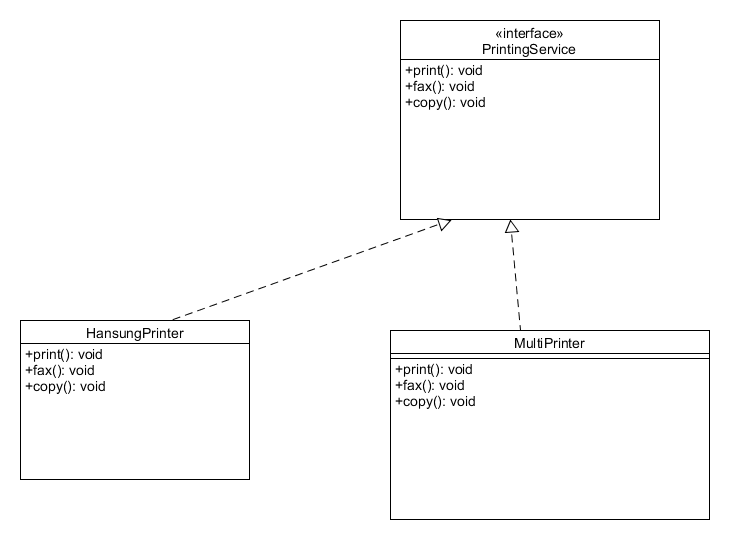 «interface»
PrintingService
+print(): void
+fax(): void
+copy(): void
HansungPrinter
+print(): void
+fax(): void
+copy(): void
MultiPrinter
+print(): void
+fax(): void
+copy(): void